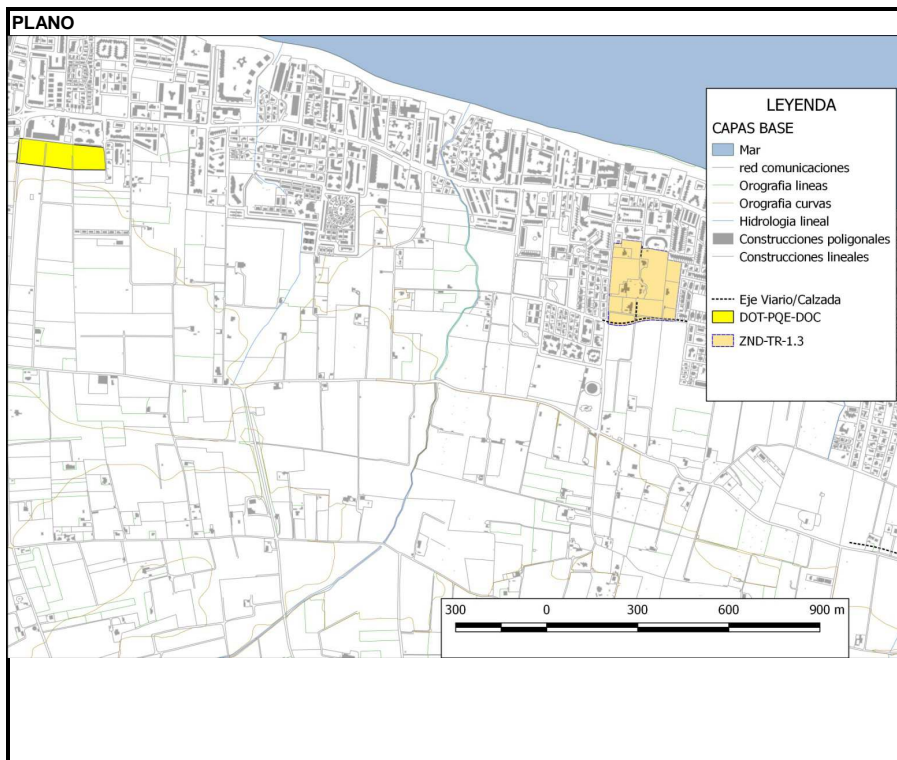 PLANO
LEYENDA
CAPAS BASE
Mar
red comunicaciones
Orografia lineas
Orografia curvas
Hidrologia lineal
Construcciones poligonales
Construcciones lineales
Eje Viario/Calzada
DOT-PQE-DOC
ZND-TR-1.3
300 0 300 600 900 m